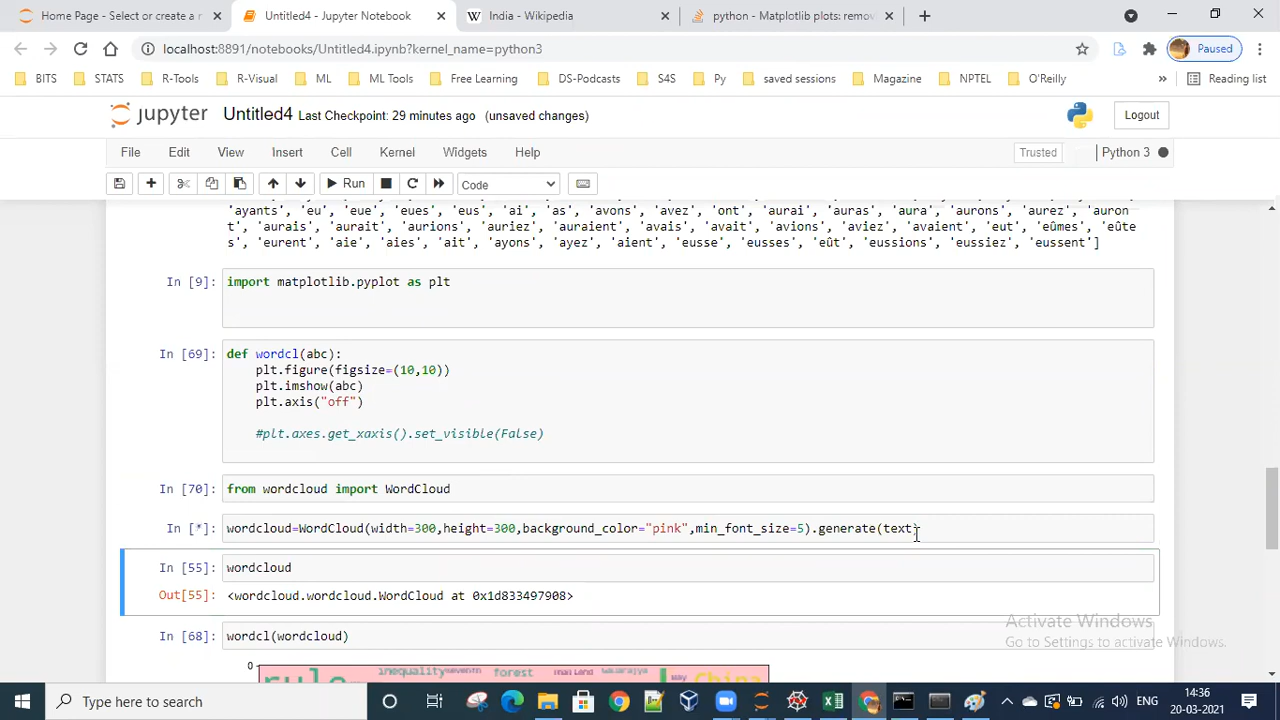 Home Page - Select or create a n
Untitled4 - Jupyter Notebook
India - Wikipedia
python - Matplotlib plots: remov
localhost:8891/notebooks/Untitled4.ipynb?kernel_name=python3
Paused
BITS
STATS
R-Tools
R-Visual
ML
ML Tools
Free Learning
DS-Podcasts
S4S
Py
saved sessions
Magazine
NPTEL
O'Reilly
»
Reading list
jupyter Untitled4 Last Checkpoint: 29 minutes ago (unsaved changes)
Logout
File Edit View Insert Cell Kernel Widgets Help
Trusted
Python 3
Run
Code
'ayants', 'eu', 'eue', 'eues', 'eus', 'ai', 'as', 'avons', 'avez', 'ont', 'aurai', 'auras', 'aura', 'aurons', 'aurez', 'auron
t', 'aurais', 'aurait', 'aurions', 'auriez', 'auraient', 'avais', 'avait', 'avions', 'aviez', 'avaient', 'eut', 'eûmes', 'eûte
s', 'eurent', 'aie', 'aies', 'ait', 'ayons', 'ayez', 'aient', 'eusse', 'eusses', 'eût', 'eussions', 'eussiez', 'eussent']
In [9]: import matplotlib.pyplot as plt
In [69]: def wordcl(abc):
plt.figure(figsize=(10,10))
plt.imshow(abc)
plt.axis("off")
#plt.axes.get_xaxis().set_visible(False)
In [70]: from wordcloud import WordCloud
In [*]: wordcloud=WordCloud(width=300,height=300,background_color="pink",min_font_size=5).generate(text)
In [55]: wordcloud
Out[55]: <wordcloud.wordcloud.WordCloud at 0x1d833497908>
Activate Windows
Go to Settings to activate Windows.
In [68]: wordcl(wordcloud)
0
rule inequality seventh forest thailand Nakarajya way China
Type here to search
ENG
14:36
20-03-2021